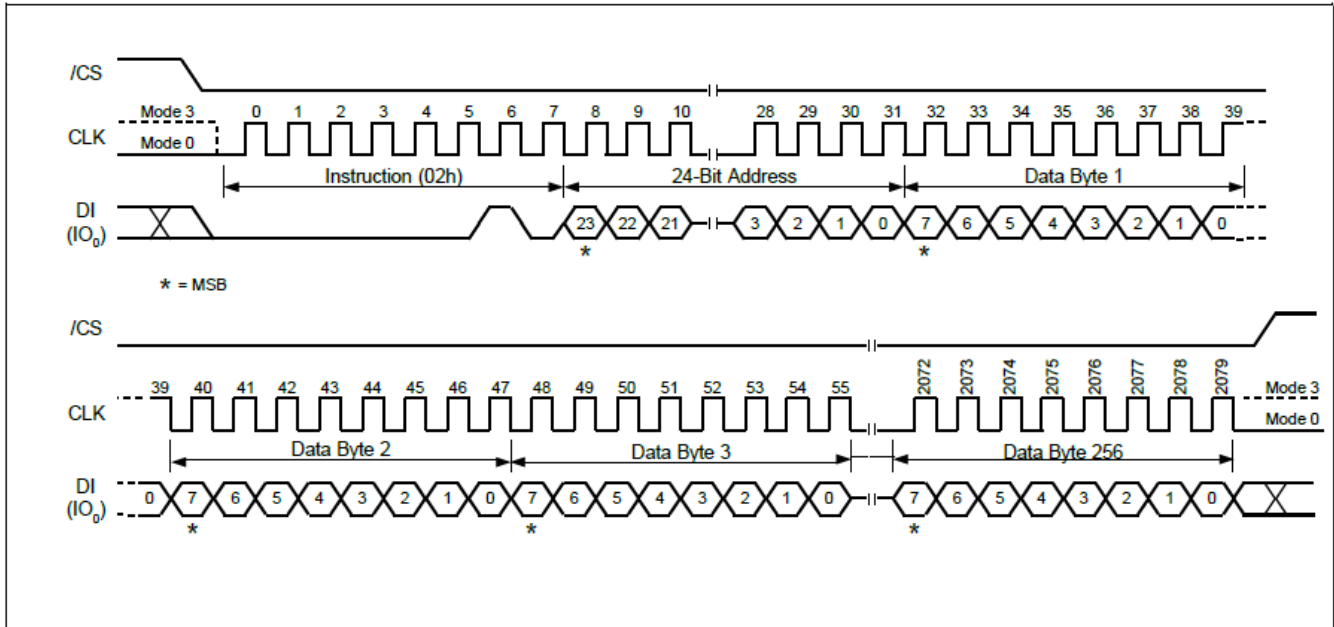 /CS
Mode 3 0 1 2 3 4 5 6 7 8 9 10 28 29 30 31 32 33 34 35 36 37 38 39
CLK Mode 0
Instruction (02h) 24-Bit Address Data Byte 1
DI
(IO0) 23 22 21 3 2 1 0 7 6 5 4 3 2 1 0
* *
* = MSB
/CS
39 40 41 42 43 44 45 46 47 48 49 50 51 52 53 54 55 2072 2073 2074 2075 2076 2077 2078 2079 Mode 3
CLK Mode 0
Data Byte 2 Data Byte 3 Data Byte 256
DI
(IO0) 0 7 6 5 4 3 2 1 0 7 6 5 4 3 2 1 0 7 6 5 4 3 2 1 0
* * *